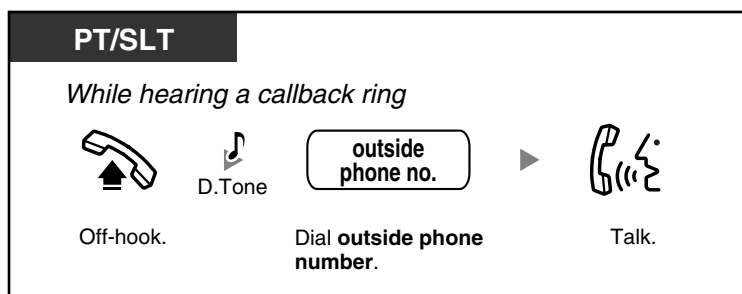 PT/SLT
While hearing a callback ring
D.Tone
outside
phone no.
Off-hook.
Dial outside phone
number.
Talk.